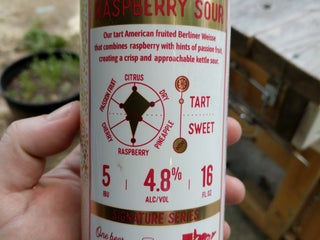 RASPBERRY SOUR
Our tart American fruited Berliner Weisse
that combines raspberry with hints of passion fruit,
creating a crisp and approachable kettle sour.
CITRUS
PASSION FRUIT
DRY
TART
SWEET
CHERRY
PINEAPPLE
RASPBERRY
5
IBU
4.8%
ALC/VOL
16
FL OZ
SIGNATURE SERIES
One beer